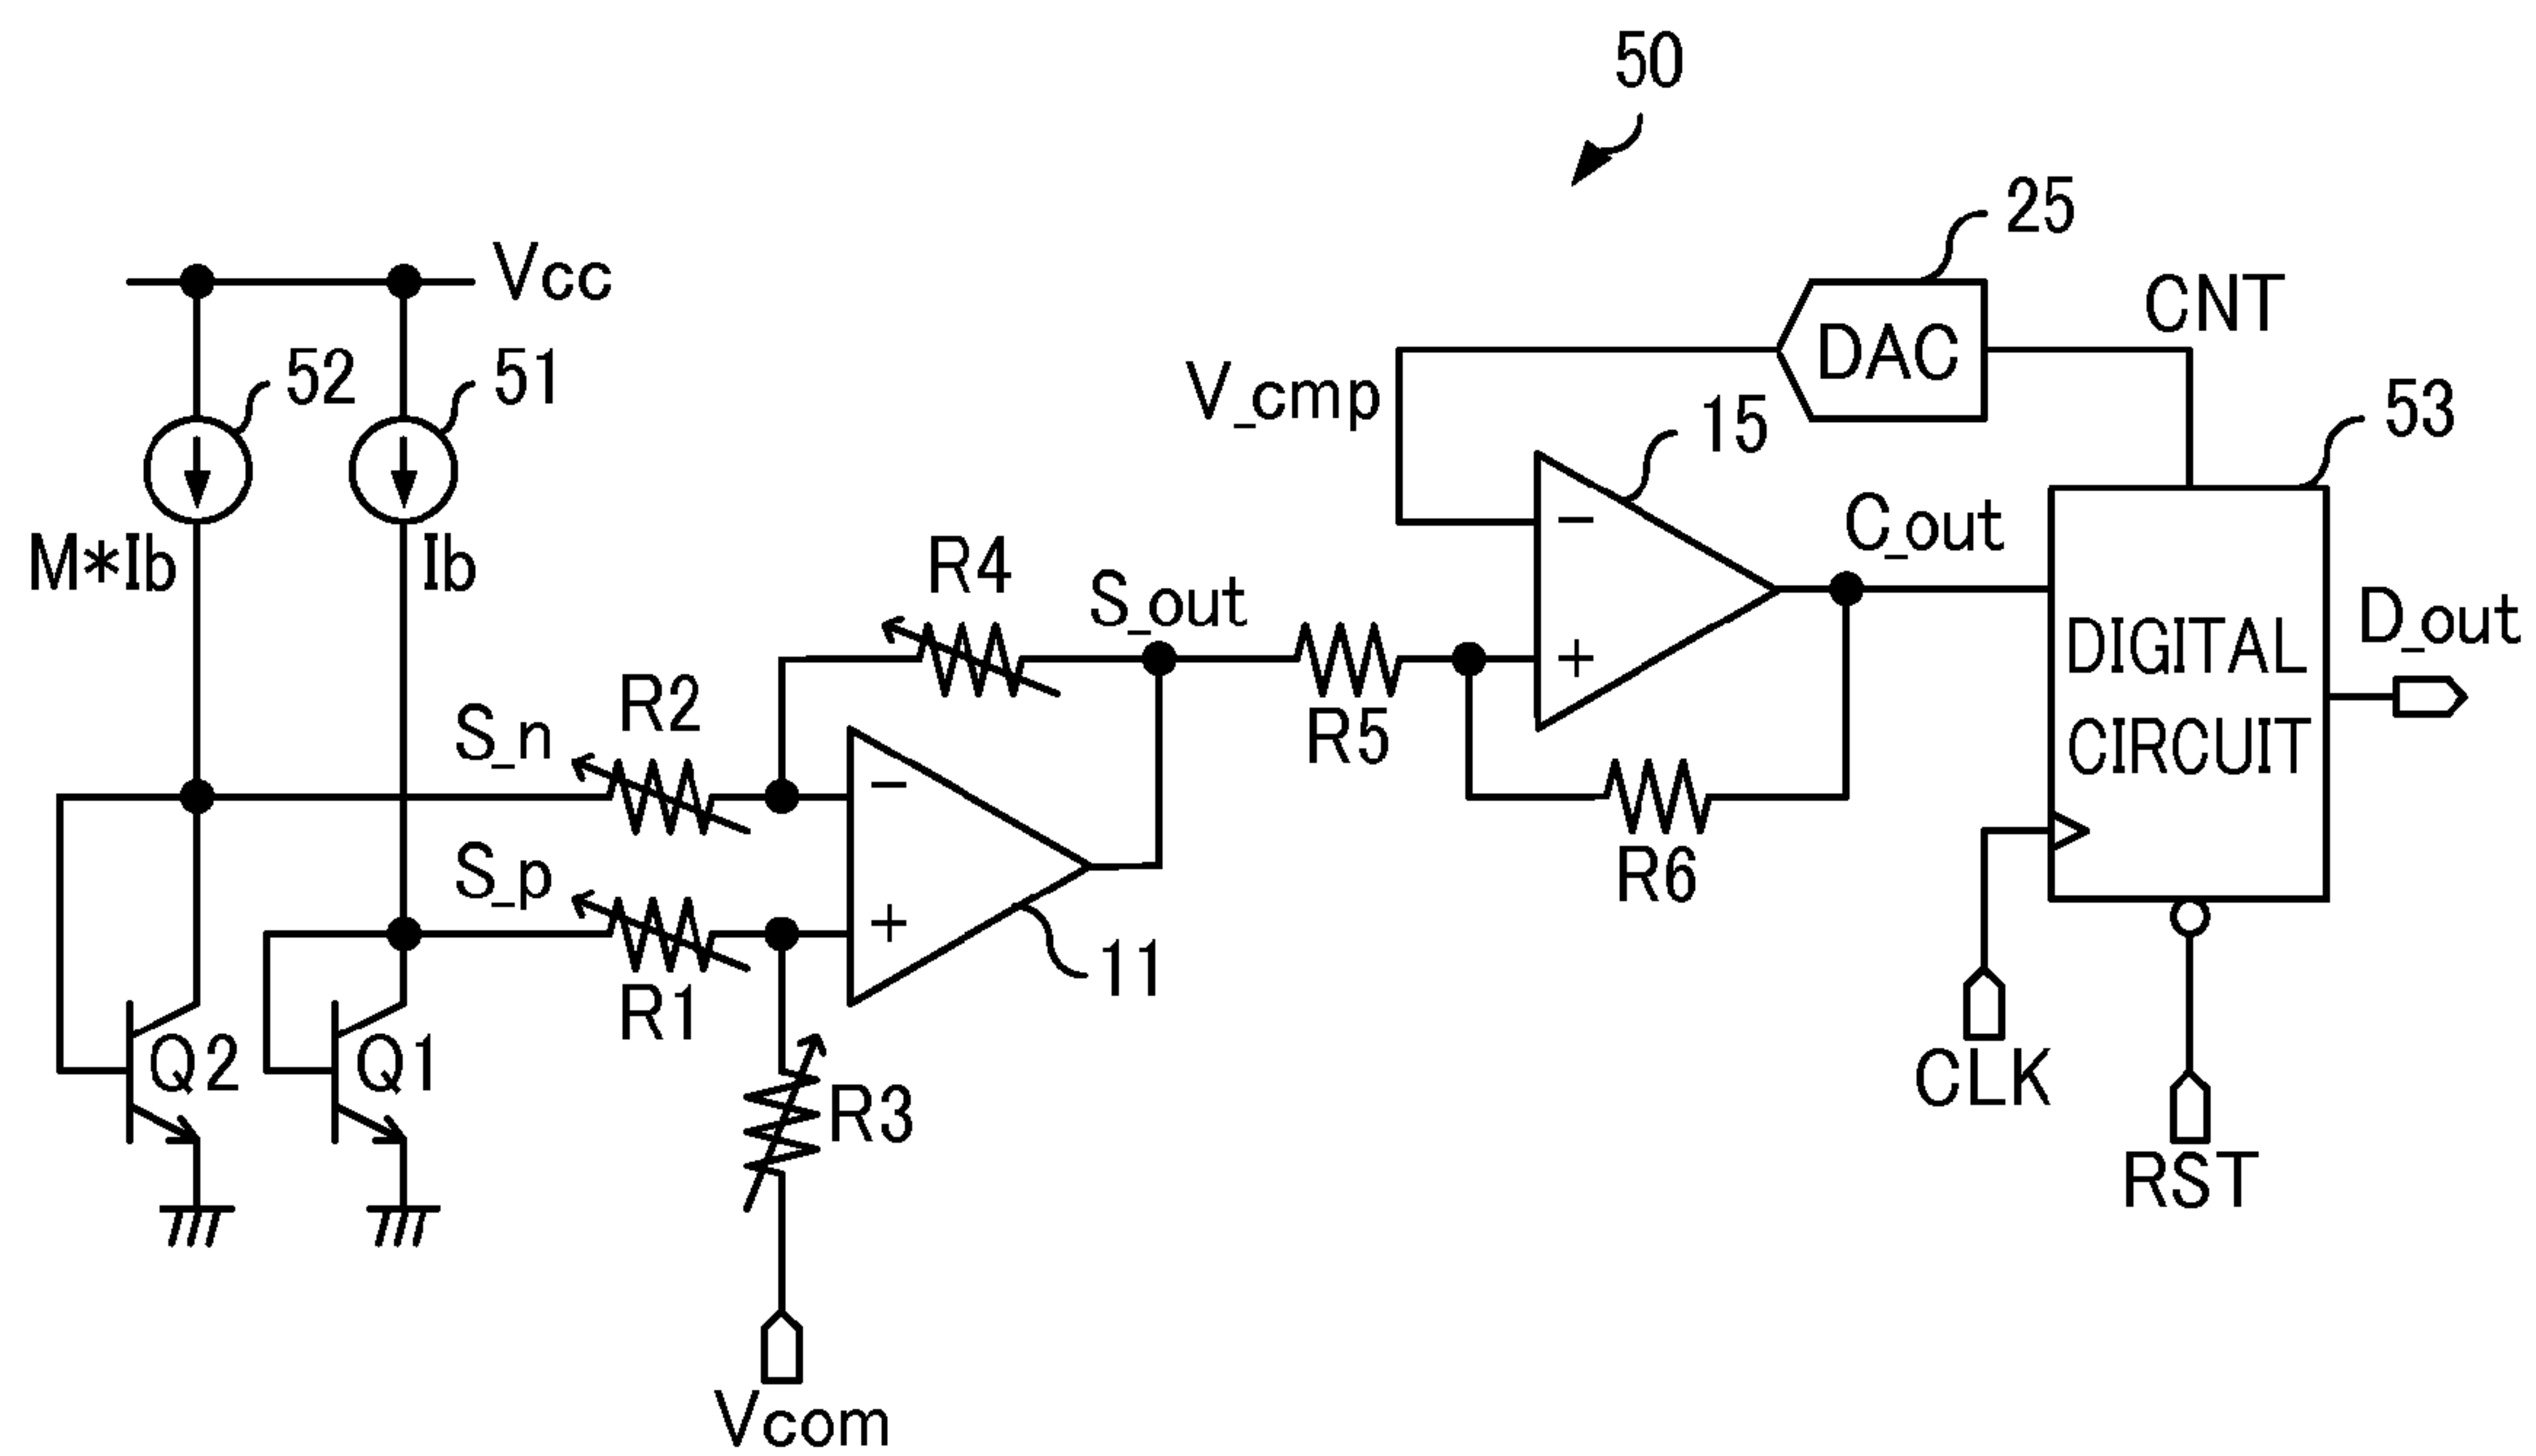 50
25
Vcc
CNT
DAC
52
51
V_cmp
15
53
C_out
M*Ib
Ib
R4
S_out
D_out
DIGITAL
CIRCUIT
S_n
R2
−
+
R5
−
R6
S_p
+
11
R1
Q2
Q1
R3
CLK
RST
Vcom